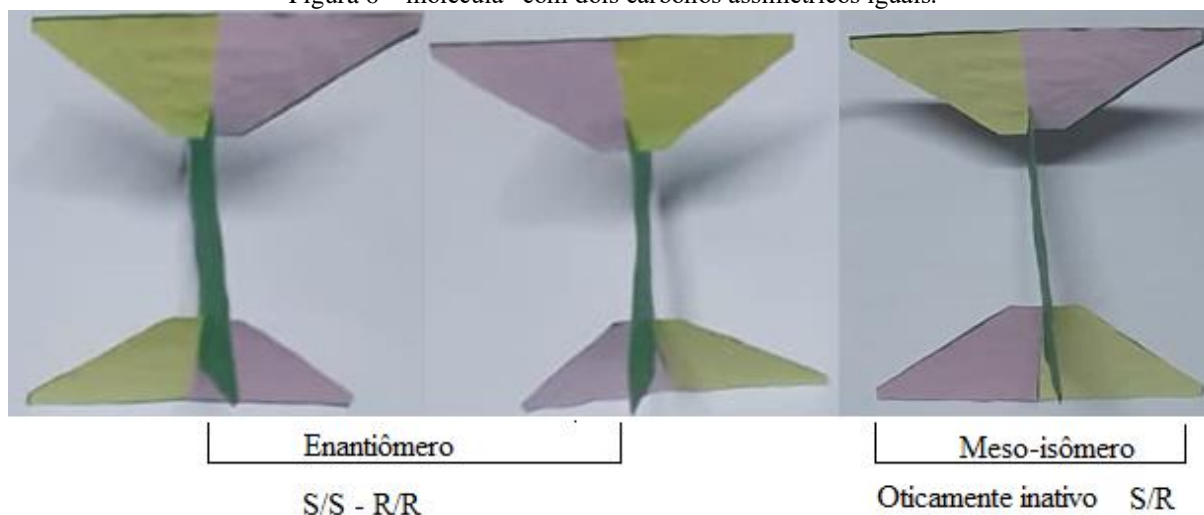 Figura 6 – "molécula" com dois carbonos assimétricos iguais.
Enantiômero
S/S - R/R
Meso-isômero
Oticamente inativo S/R